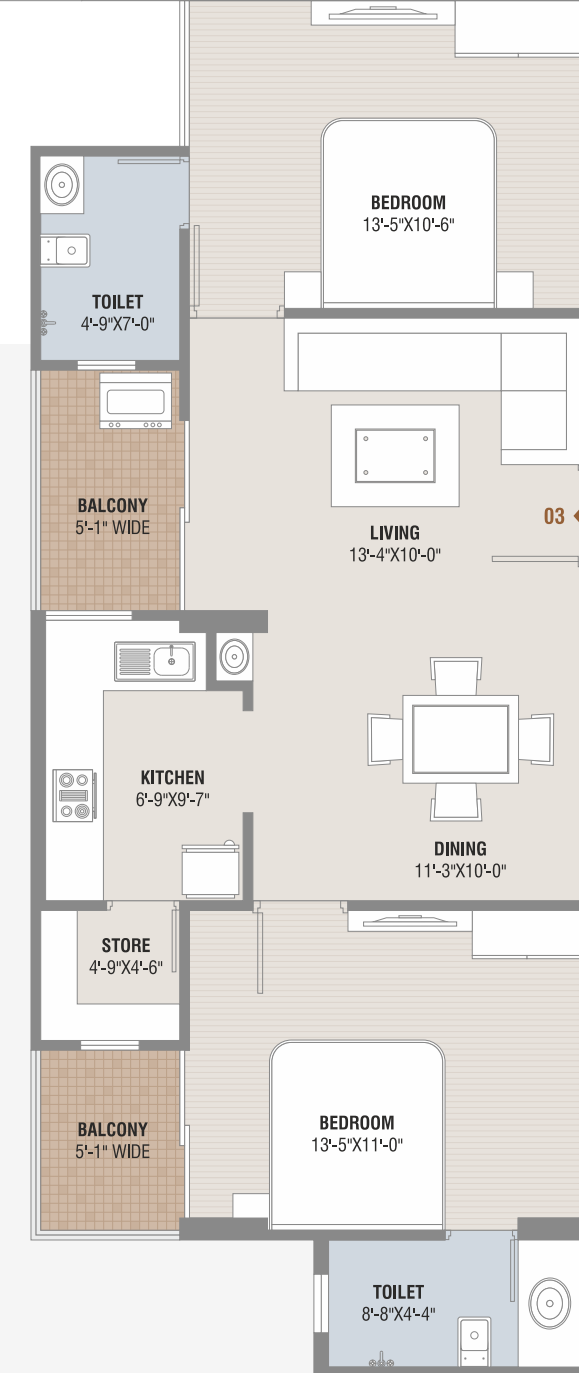 BEDROOM
13'-5"X10'-6"
TOILET
4'-9"X7'-0"
BALCONY
5'-1" WIDE
LIVING
13'-4"X10'-0"
03
KITCHEN
6'-9"X9'-7"
DINING
11'-3"X10'-0"
STORE
4'-9"X4'-6"
BALCONY
5'-1" WIDE
BEDROOM
13'-5"X11'-0"
TOILET
8'-8"X4'-4"